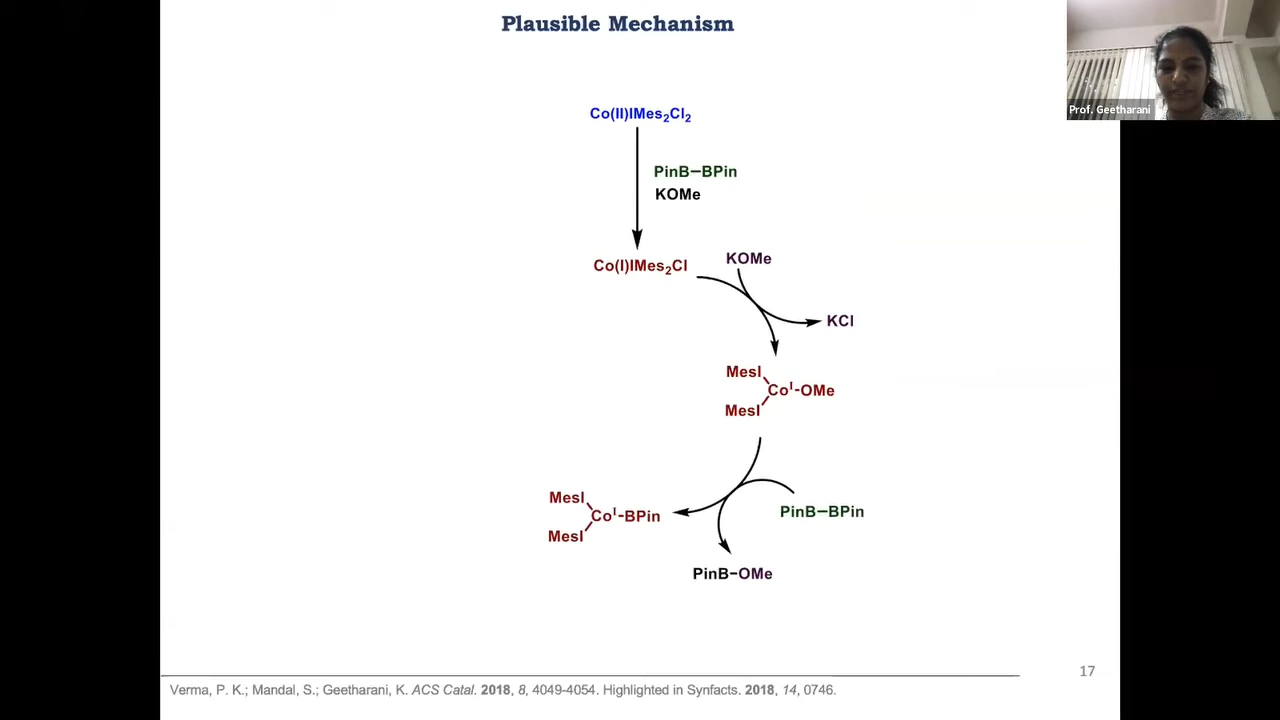 Plausible Mechanism
Prof. Geetharani
Co(II)IMes₂Cl₂
PinB–BPin
KOMe
Co(I)IMes₂Cl
KOMe
KCl
MesI
Coᴵ-OMe
MesI
MesI
Coᴵ-BPin
MesI
PinB–BPin
PinB–OMe
17
Verma, P. K.; Mandal, S.; Geetharani, K. ACS Catal. 2018, 8, 4049-4054. Highlighted in Synfacts. 2018, 14, 0746.